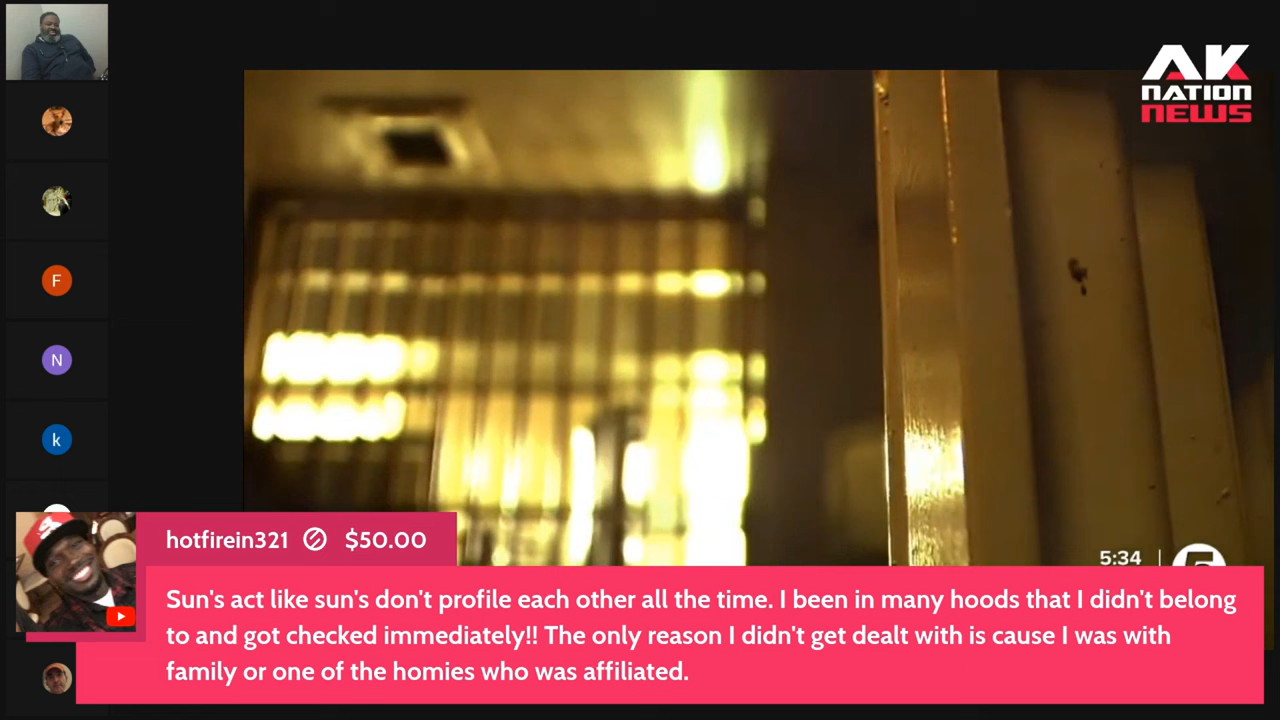 AK
NATION
NEWS
F
N
k
5:34
5
hotfirein321 $50.00
Sun's act like sun's don't profile each other all the time. I been in many hoods that I didn't belong
to and got checked immediately!! The only reason I didn't get dealt with is cause I was with
family or one of the homies who was affiliated.